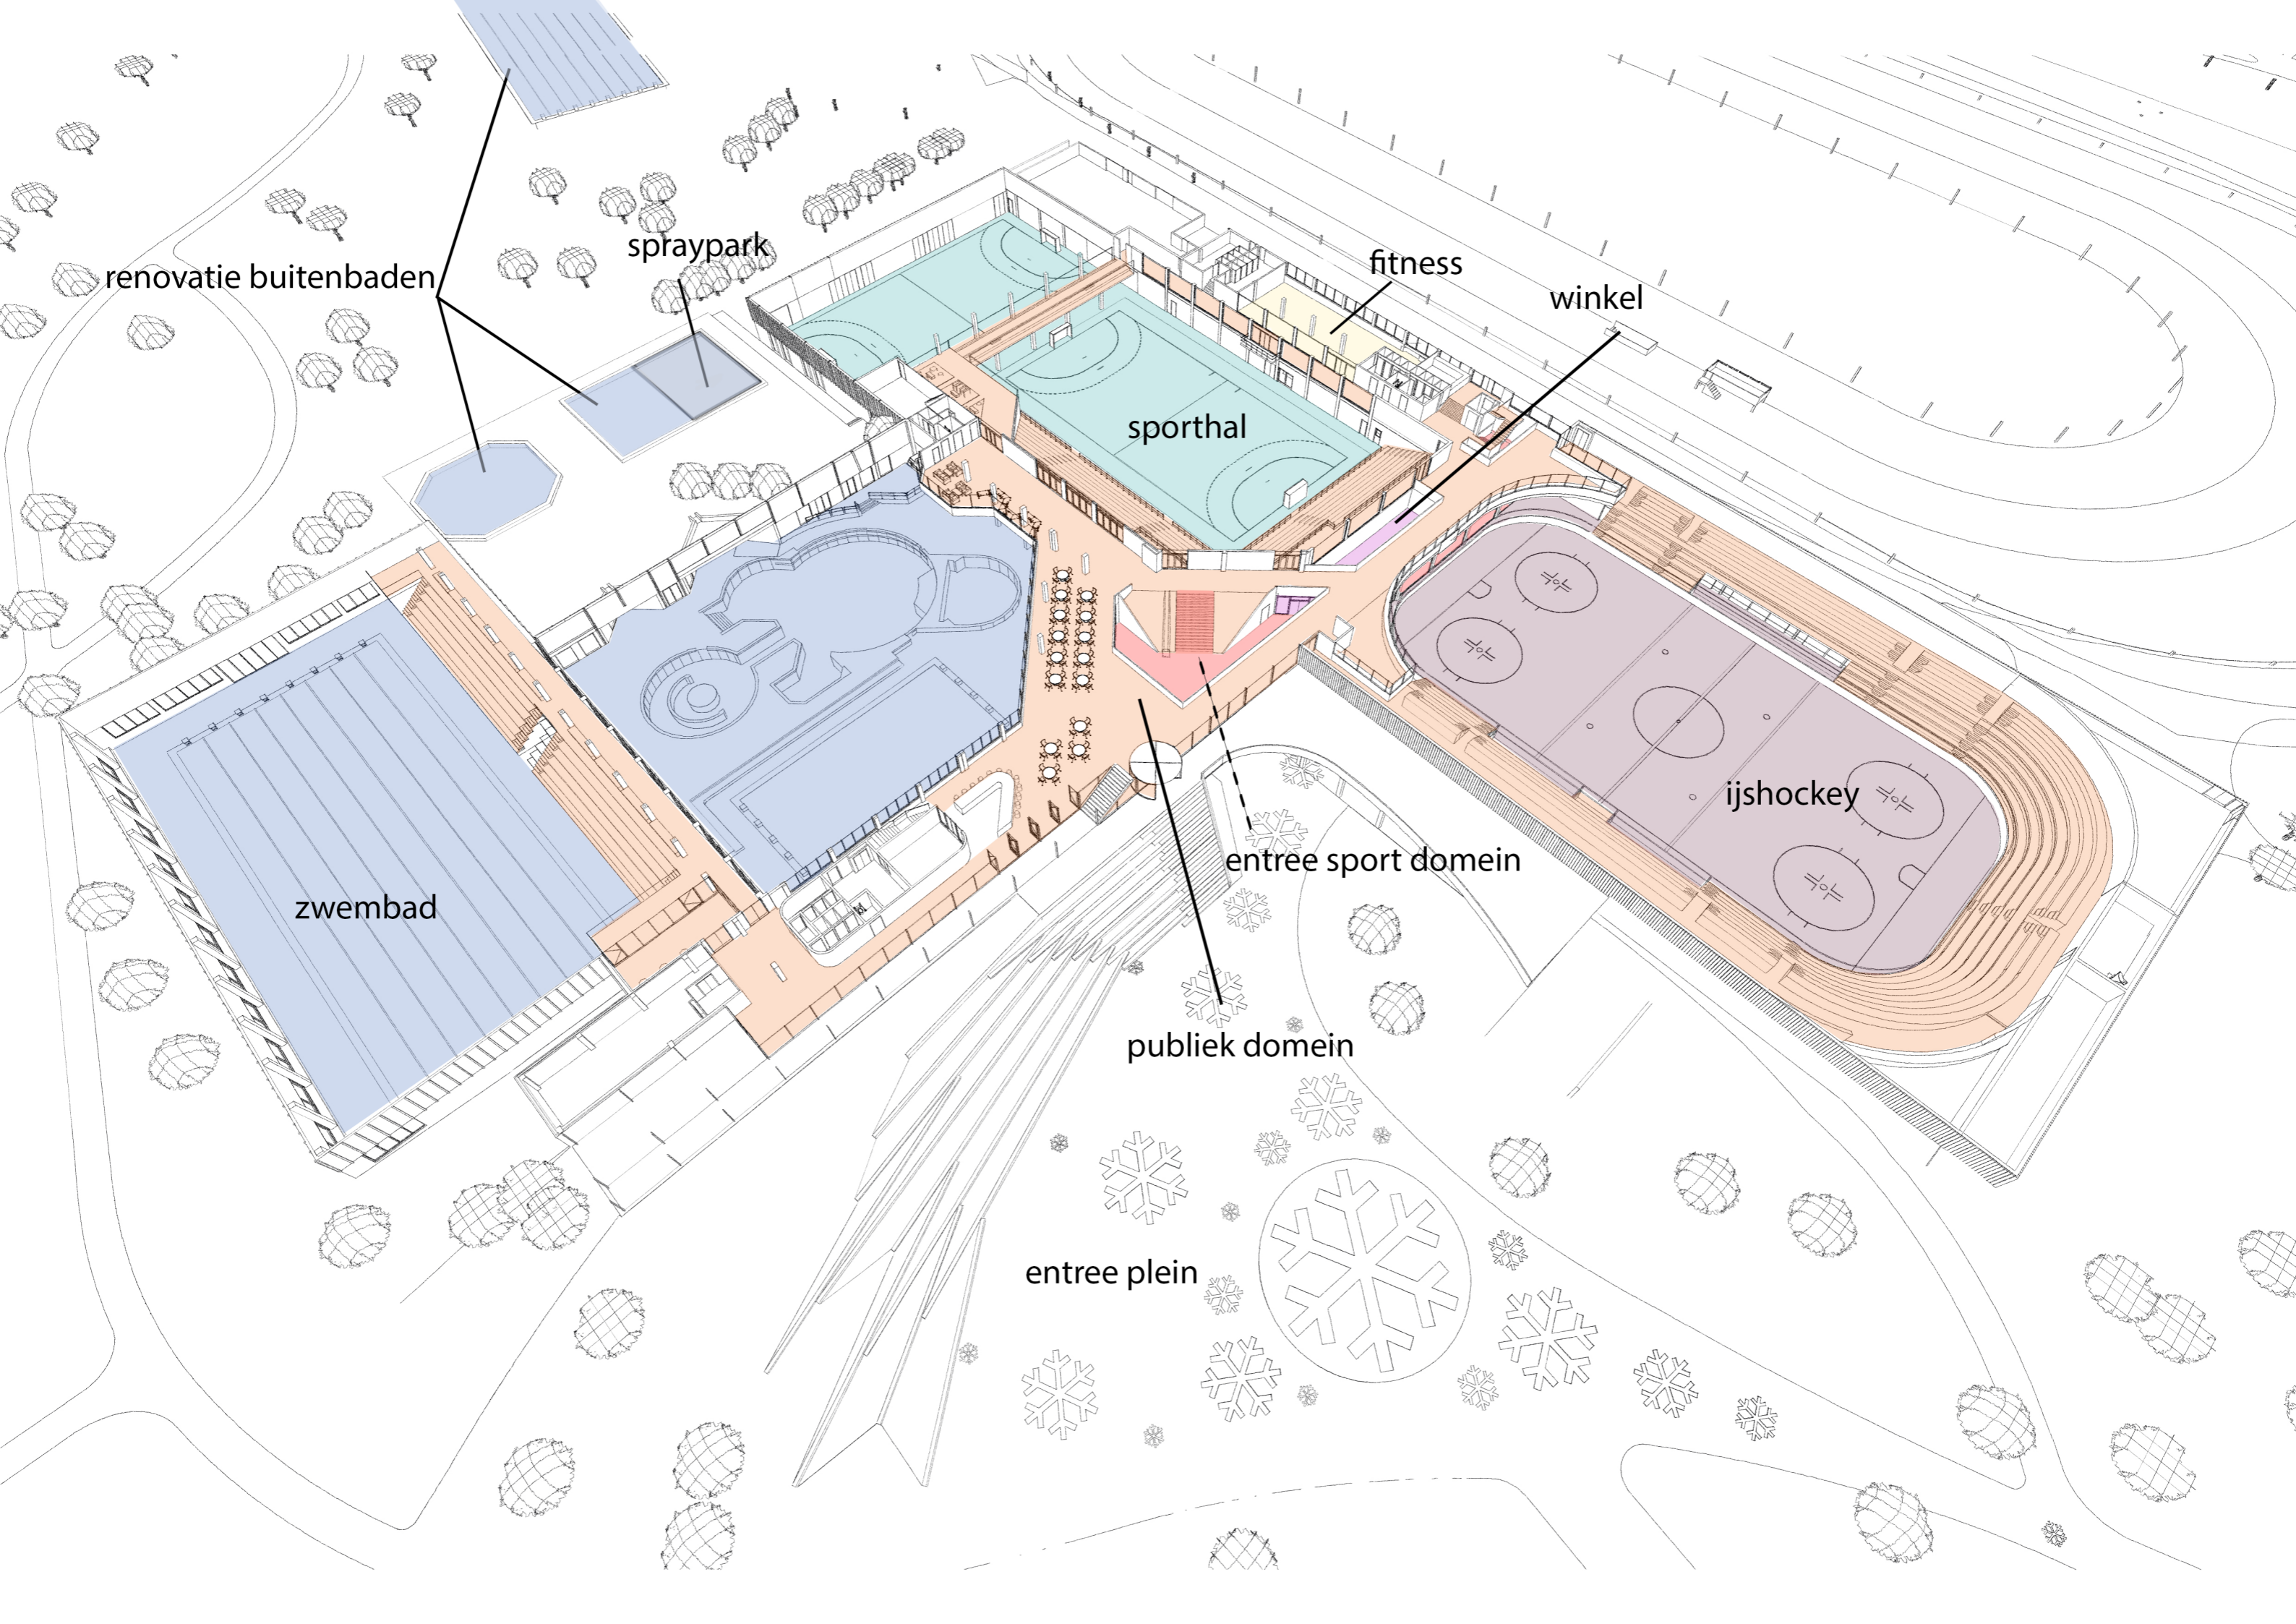 spraypark
fitness
renovatie buitenbaden
winkel
sporthal
ijshockey
entree sport domein
zwembad
publiek domein
entree plein